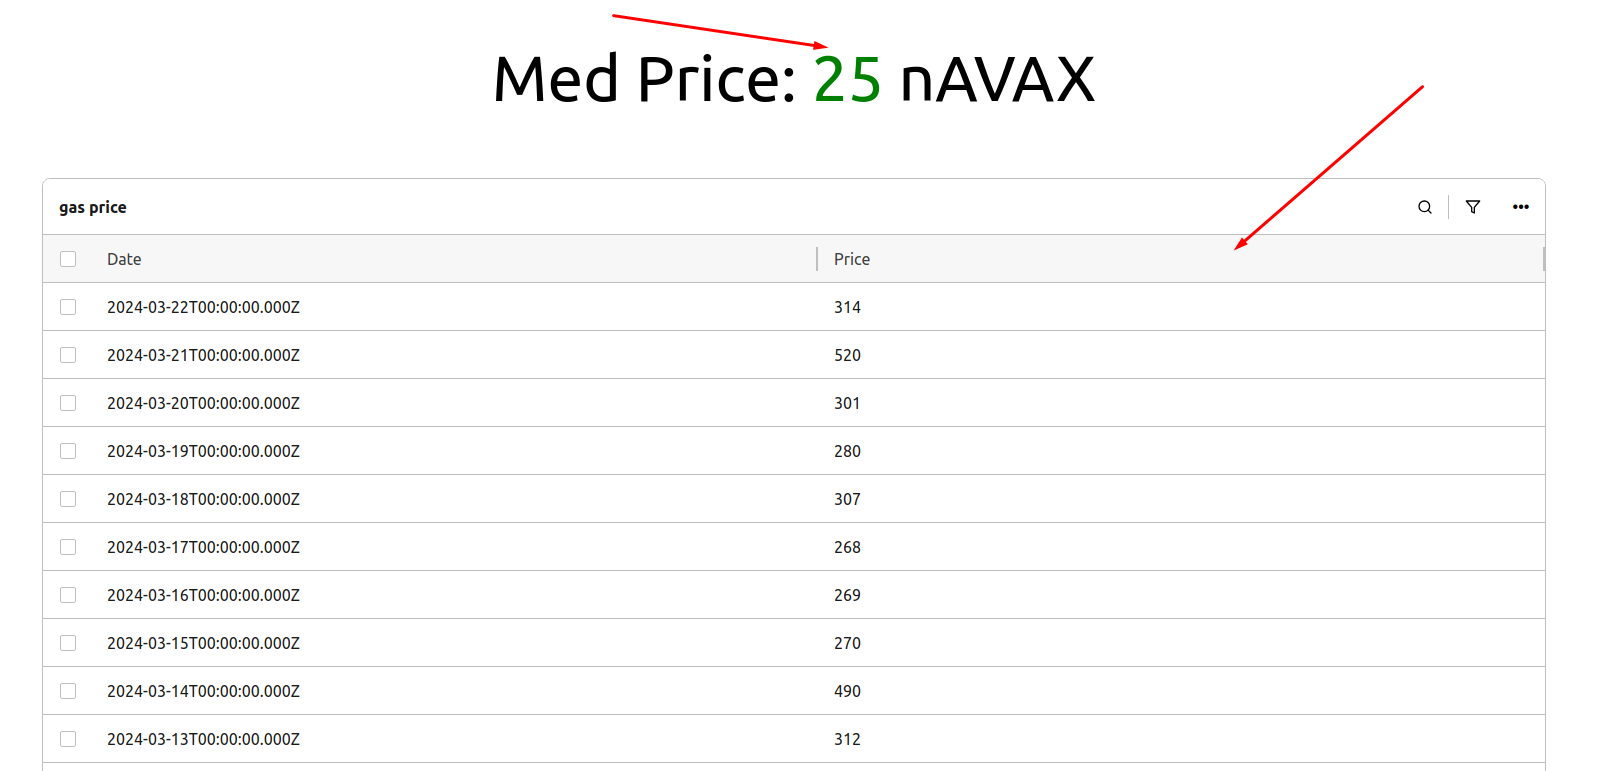 Med Price: 25 nAVAX
gas price
Date Price
2024-03-22T00:00:00.000Z 314
2024-03-21T00:00:00.000Z 520
2024-03-20T00:00:00.000Z 301
2024-03-19T00:00:00.000Z 280
2024-03-18T00:00:00.000Z 307
2024-03-17T00:00:00.000Z 268
2024-03-16T00:00:00.000Z 269
2024-03-15T00:00:00.000Z 270
2024-03-14T00:00:00.000Z 490
2024-03-13T00:00:00.000Z 312